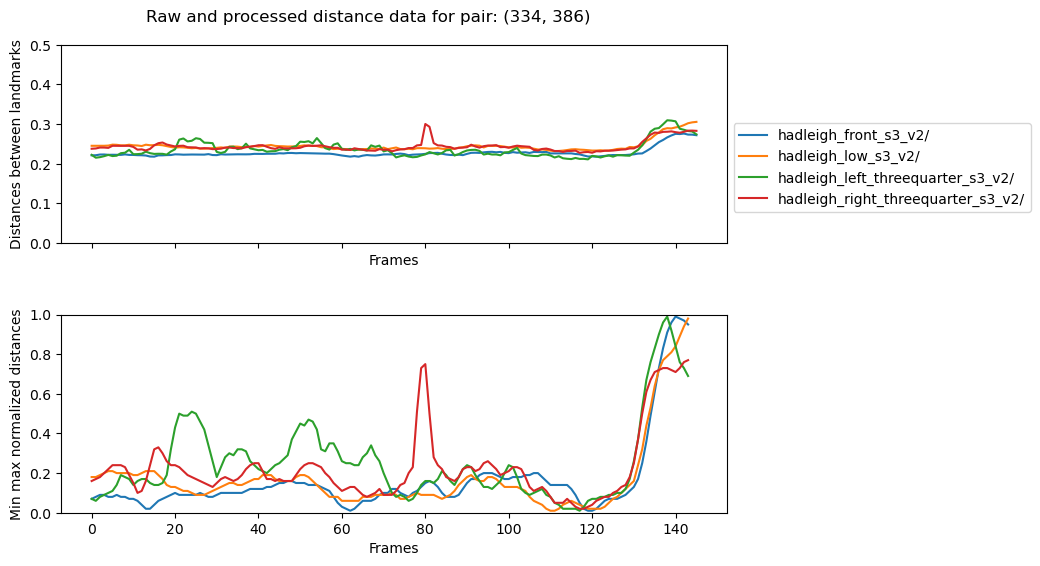 Raw and processed distance data for pair: (334, 386)
Distances between landmarks
0.5
0.4
0.3
0.2
0.1
0.0
Frames
hadleigh_front_s3_v2/
hadleigh_low_s3_v2/
hadleigh_left_threequarter_s3_v2/
hadleigh_right_threequarter_s3_v2/
Min max normalized distances
1.0
0.8
0.6
0.4
0.2
0.0
0 20 40 60 80 100 120 140
Frames